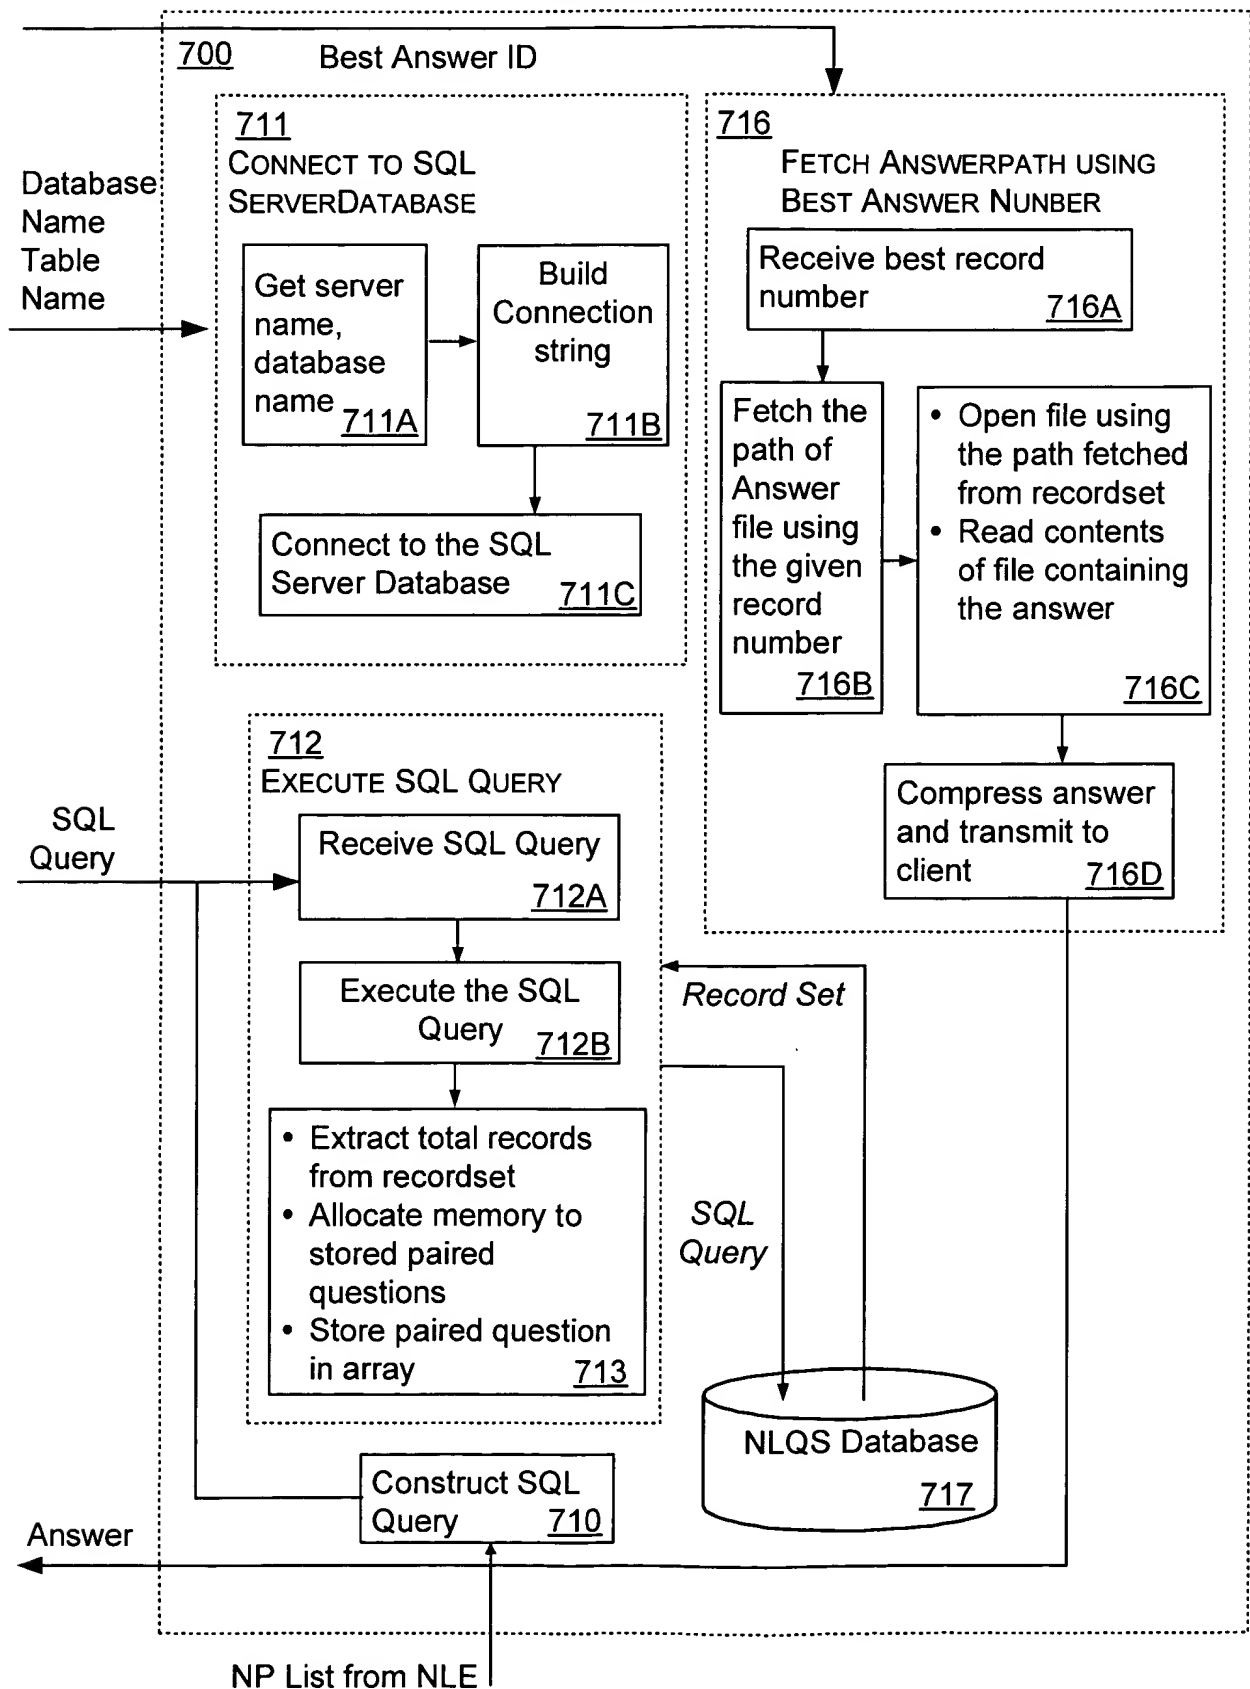 700 Best Answer ID
711
CONNECT TO SQL
SERVERDATABASE
Database
Name
Table
Name
Get server
name,
database
name 711A
Build
Connection
string
711B
Connect to the SQL
Server Database 711C
716
FETCH ANSWERPATH USING
BEST ANSWER NUNBER
Receive best record
number 716A
Fetch the
path of
Answer
file using
the given
record
number
716B
• Open file using
the path fetched
from recordset
• Read contents
of file containing
the answer
716C
Compress answer
and transmit to
client 716D
712
EXECUTE SQL QUERY
SQL
Query
Receive SQL Query
712A
Execute the SQL
Query 712B
• Extract total records
from recordset
• Allocate memory to
stored paired
questions
• Store paired question
in array 713
Record Set
SQL
Query
NLQS Database
717
Construct SQL
Query 710
Answer
NP List from NLE